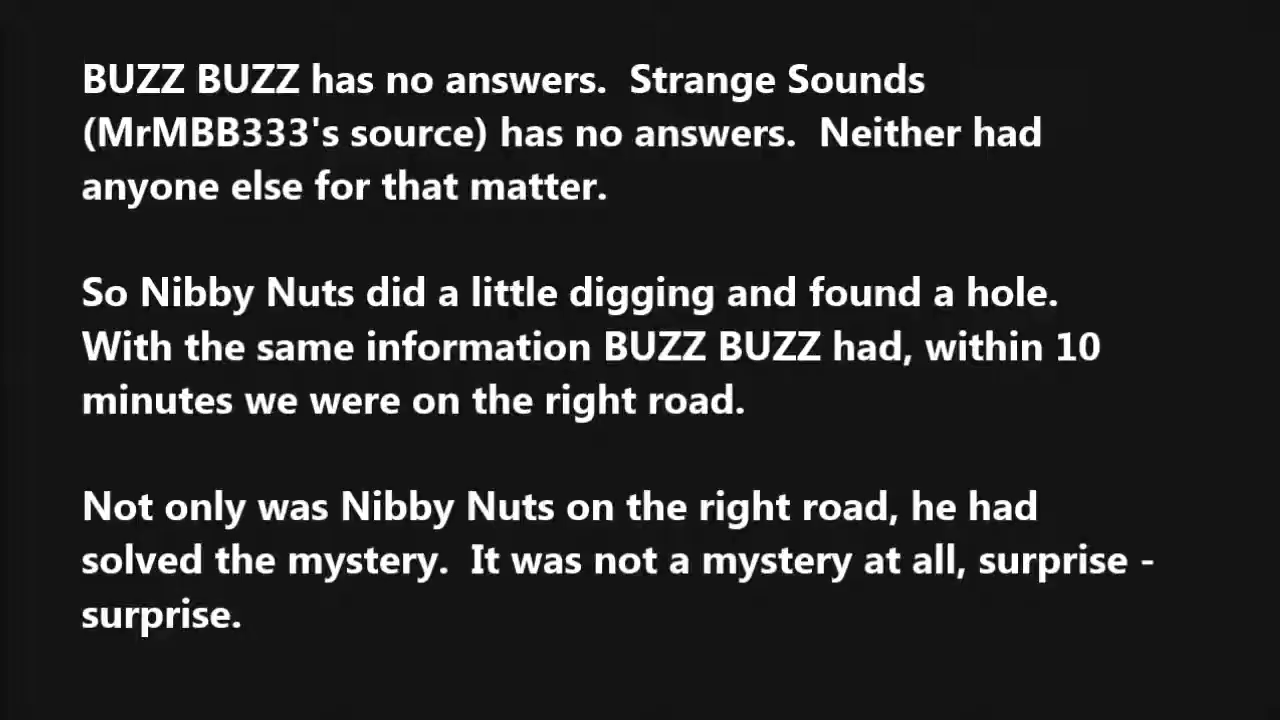 BUZZ BUZZ has no answers.  Strange Sounds
(MrMBB333's source) has no answers.  Neither had
anyone else for that matter.
So Nibby Nuts did a little digging and found a hole.
With the same information BUZZ BUZZ had, within 10
minutes we were on the right road.
Not only was Nibby Nuts on the right road, he had
solved the mystery.  It was not a mystery at all, surprise -
surprise.